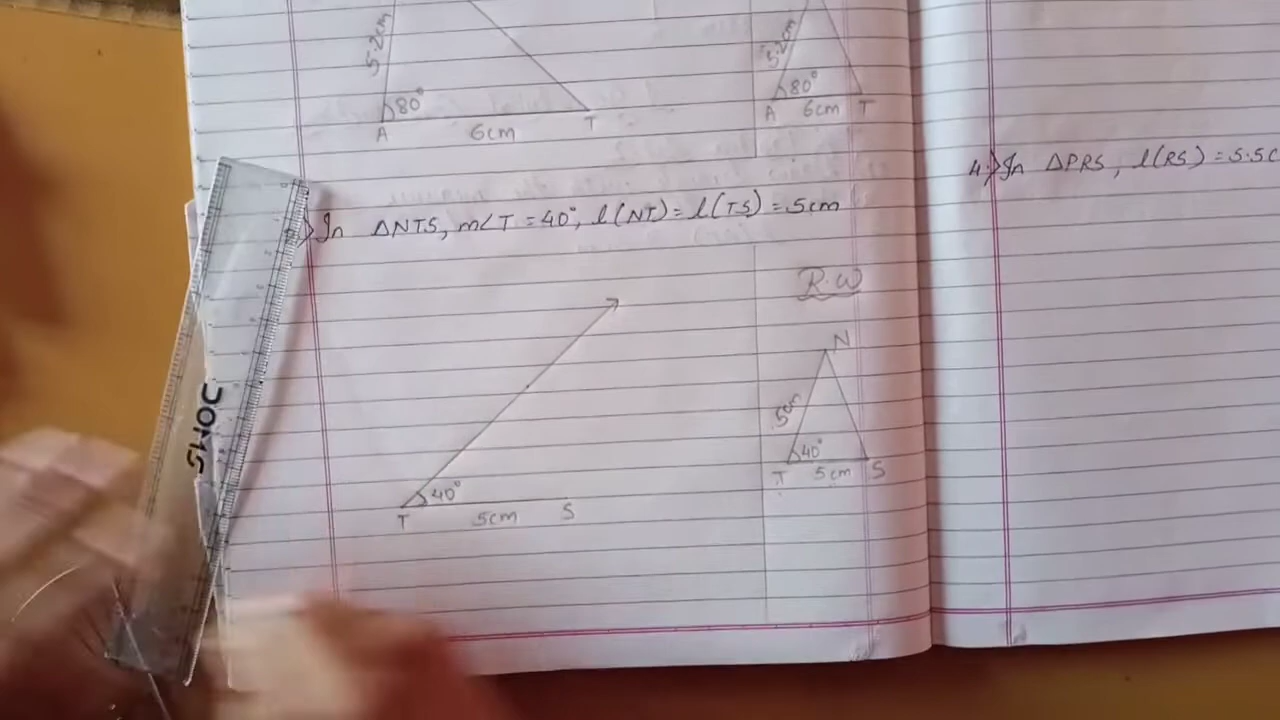 5.2cm
80°
A 6cm T
5.2cm
80°
A 6cm T
> In ΔNTS, m∠T = 40°, l(NT) = l(TS) = 5cm
R.W
N
5cm
40°
T 5cm S
40°
T 5cm S
4.> In ΔPRS, l(RS) = 5.5c
JOMS